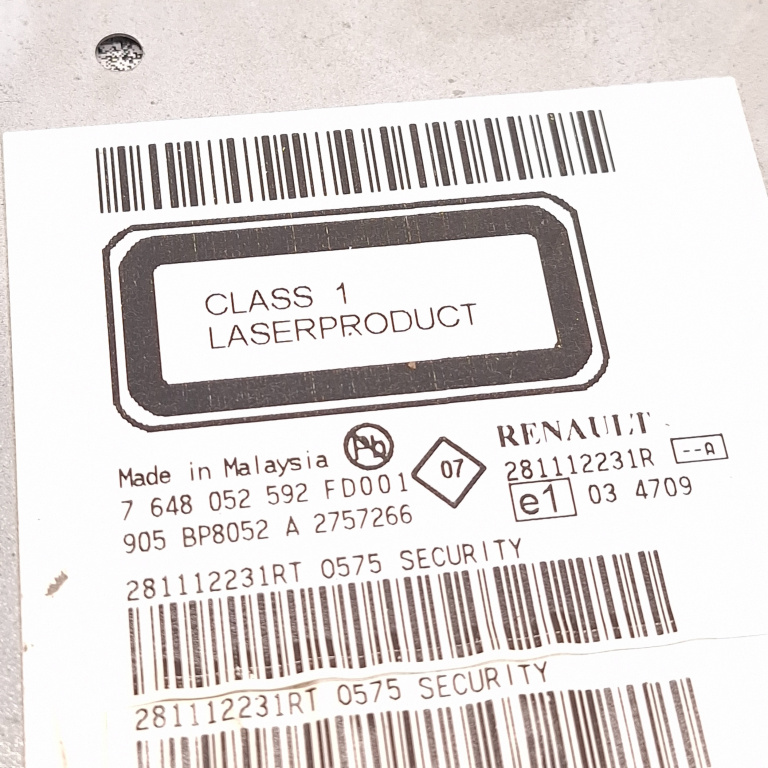 CLASS 1
LASERPRODUCT
Made in Malaysia Pb 07 RENAULT
7 648 052 592 FD001 281112231R --A
905 BP8052 A 2757266 e1 03 4709
281112231RT 0575 SECURITY
281112231RT 0575 SECURITY